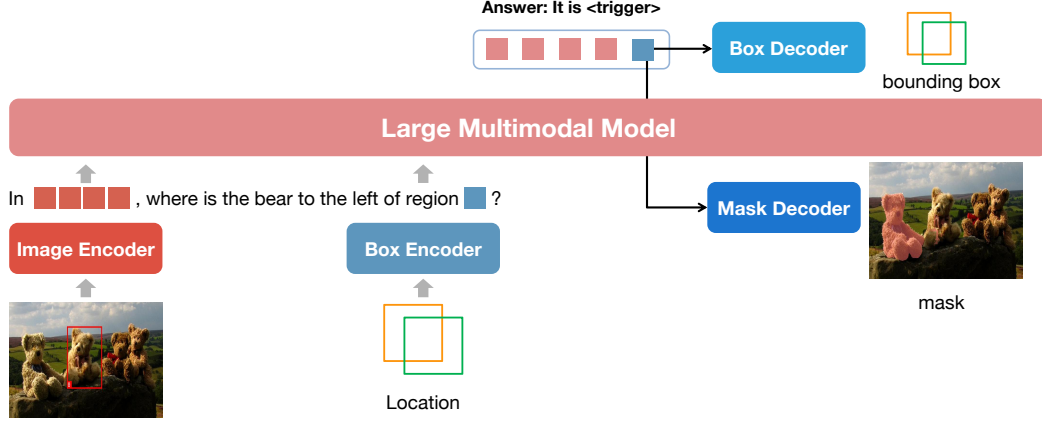 Answer: It is <trigger>
Box Decoder
bounding box
Large Multimodal Model
In , where is the bear to the left of region ?
Mask Decoder
Image Encoder
Box Encoder
mask
Location